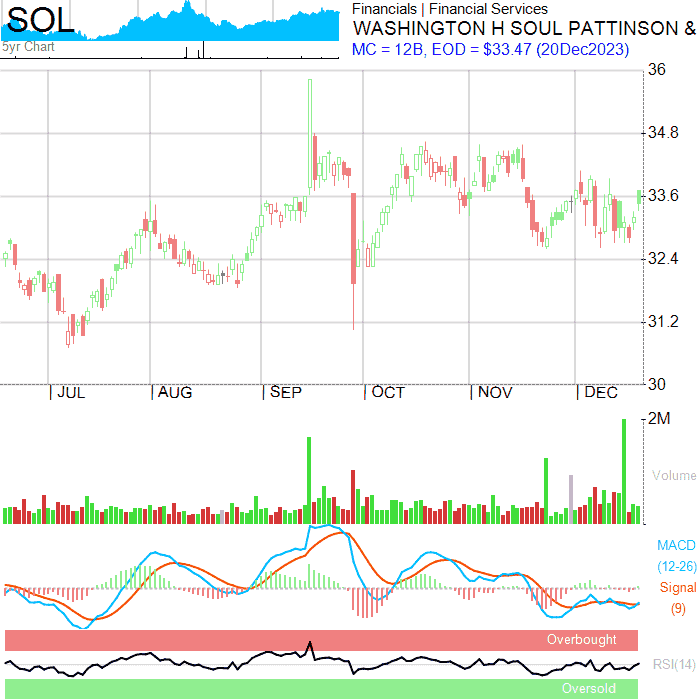 SOL
5yr Chart
Financials | Financial Services
WASHINGTON H SOUL PATTINSON &
MC = 12B, EOD = $33.47 (20Dec2023)
36
34.8
33.6
32.4
31.2
30
| JUL | AUG | SEP | OCT | NOV | DEC
2M
Volume
MACD
(12-26)
Signal
(9)
Overbought
RSI(14)
Oversold